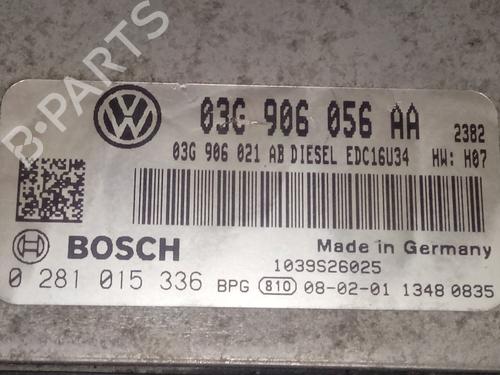 03G 906 056 AA 2382
03G 906 021 AB DIESEL EDC16U34 HW: H07
BOSCH
Made in Germany
1039S26025
0 281 015 336 BPG 810 08-02-01 1348 0835
B-PARTS